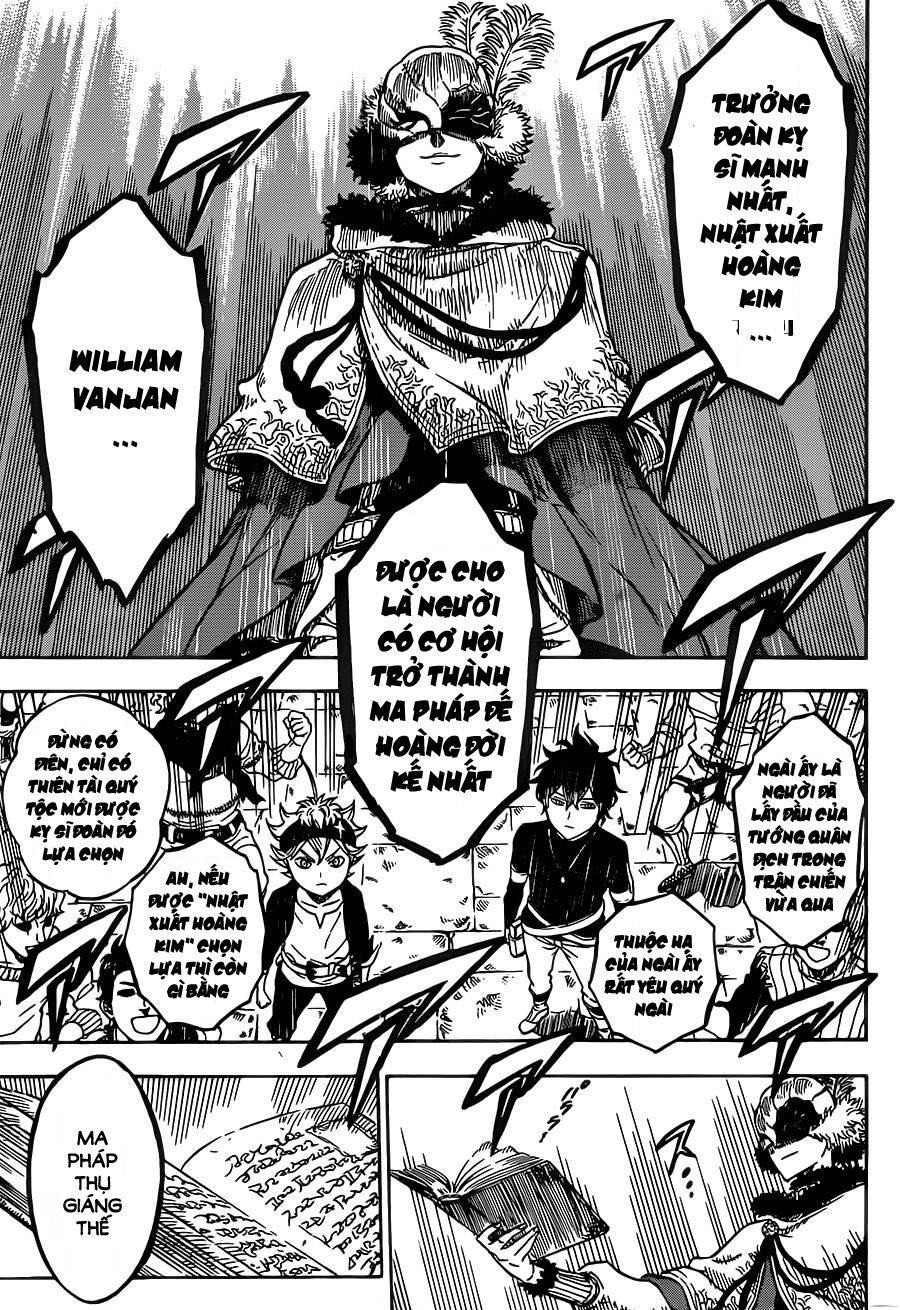 TRƯỞNG
ĐOÀN KỴ
SĨ MẠNH
NHẤT,
NHẬT XUẤT
HOÀNG
KIM
...
WILLIAM
VANJAN
...
ĐƯỢC CHO
LÀ NGƯỜI
CÓ CƠ HỘI
TRỞ THÀNH
MA PHÁP ĐẾ
HOÀNG ĐỜI
KẾ NHẤT
NGÀI ẤY LÀ
NGƯỜI ĐÃ
LẤY ĐẦU CỦA
TƯỚNG QUÂN
ĐỊCH TRONG
TRẬN CHIẾN
VỪA QUA
THUỘC HẠ
CỦA NGÀI ẤY
RẤT YÊU QUÝ
NGÀI
AH, NẾU
ĐƯỢC "NHẬT
XUẤT HOÀNG
KIM" CHỌN
LỰA THÌ CÒN
GÌ BẰNG
ĐỪNG CÓ
ĐIÊN, CHỈ CÓ
THIÊN TÀI QUÝ
TỘC MỚI ĐƯỢC
KỴ SĨ ĐOÀN ĐÓ
LỰA CHỌN
MA
PHÁP
THỤ
GIÁNG
THẾ